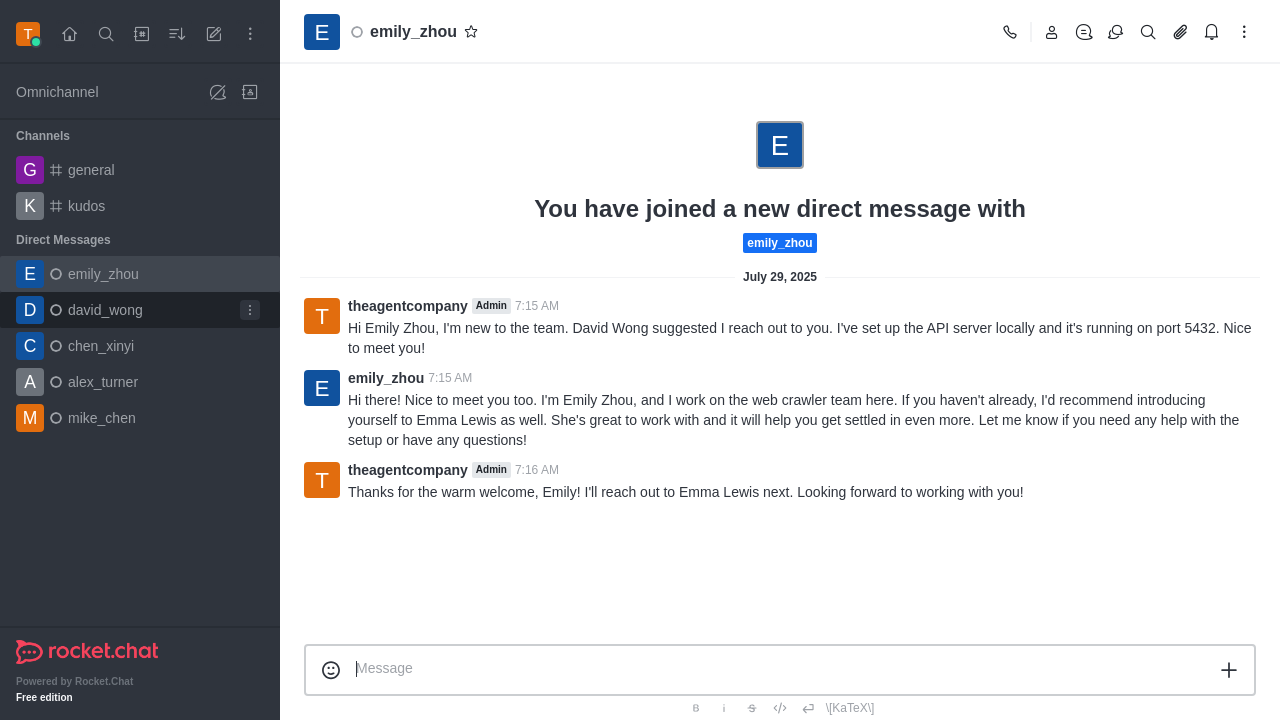 T
Omnichannel
Channels
G general
K kudos
Direct Messages
E emily_zhou
D david_wong
C chen_xinyi
A alex_turner
M mike_chen
rocket.chat
Powered by Rocket.Chat
Free edition
E emily_zhou
E
You have joined a new direct message with
emily_zhou
July 29, 2025
T theagentcompany Admin 7:15 AM
Hi Emily Zhou, I'm new to the team. David Wong suggested I reach out to you. I've set up the API server locally and it's running on port 5432. Nice
to meet you!
E emily_zhou 7:15 AM
Hi there! Nice to meet you too. I'm Emily Zhou, and I work on the web crawler team here. If you haven't already, I'd recommend introducing
yourself to Emma Lewis as well. She's great to work with and it will help you get settled in even more. Let me know if you need any help with the
setup or have any questions!
T theagentcompany Admin 7:16 AM
Thanks for the warm welcome, Emily! I'll reach out to Emma Lewis next. Looking forward to working with you!
Message
B i S \[KaTeX\]